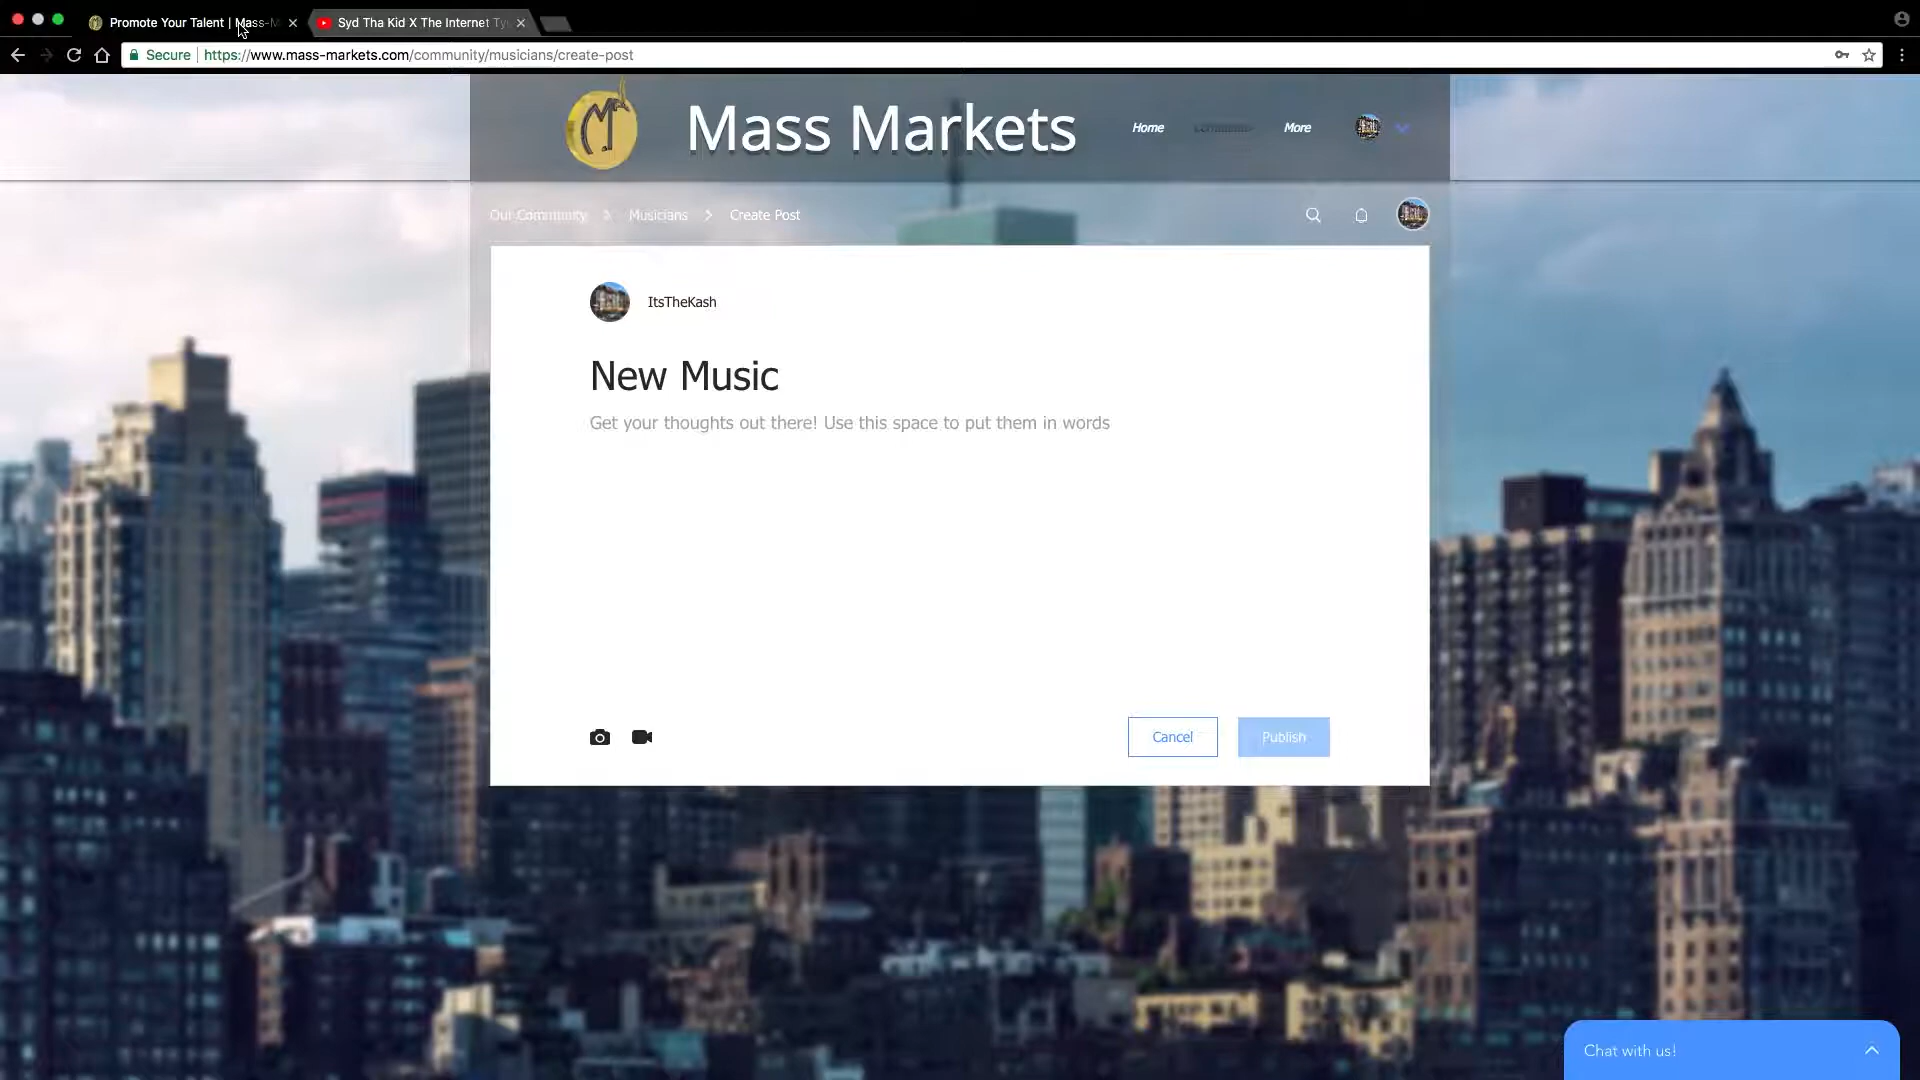 Promote Your Talent | Mass-M
Syd Tha Kid X The Internet Ty
Secure
https://www.mass-markets.com/community/musicians/create-post
Mass Markets
Home
More
Our Community
Musicians
Create Post
ItsTheKash
New Music
Get your thoughts out there! Use this space to put them in words
Cancel
Publish
Chat with us!